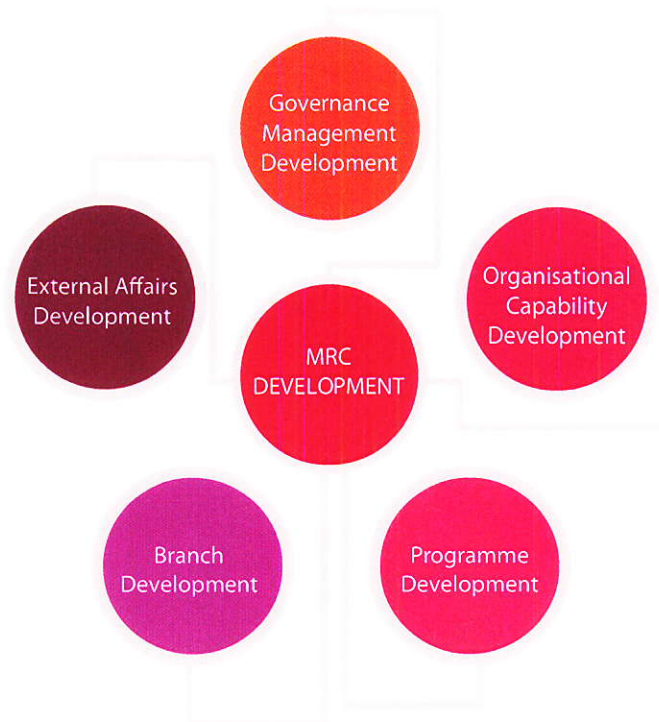 Governance
Management
Development
External Affairs
Development
Organisational
Capability
Development
MRC
DEVELOPMENT
Branch
Development
Programme
Development